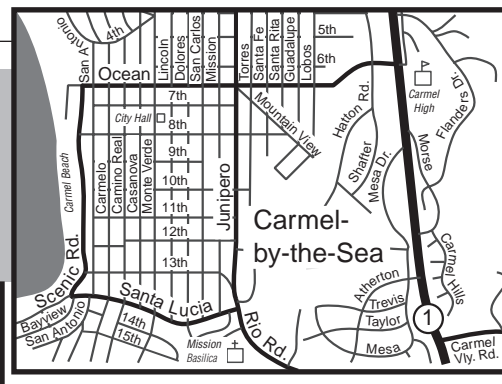 San Antonio
4th
Lincoln
Dolores
San Carlos
Mission
Torres
Santa Fe
Santa Rita
Guadalupe
Lobos
5th
6th
Ocean
7th
City Hall
8th
Mountain View
Hatton Rd.
Carmel
High
Flanders Dr.
Carmel Beach
Carmelo
Camino Real
Casanova
Monte Verde
9th
10th
11th
12th
13th
Junipero
Shafter
Mesa Dr.
Morse
Carmel-
by-the-Sea
Scenic Rd.
Santa Lucia
Bayview
San Antonio
14th
15th
Mission
Basilica
Rio Rd.
Atherton
Trevis
Taylor
Mesa
Carmel Hills
1
Carmel
Vly. Rd.